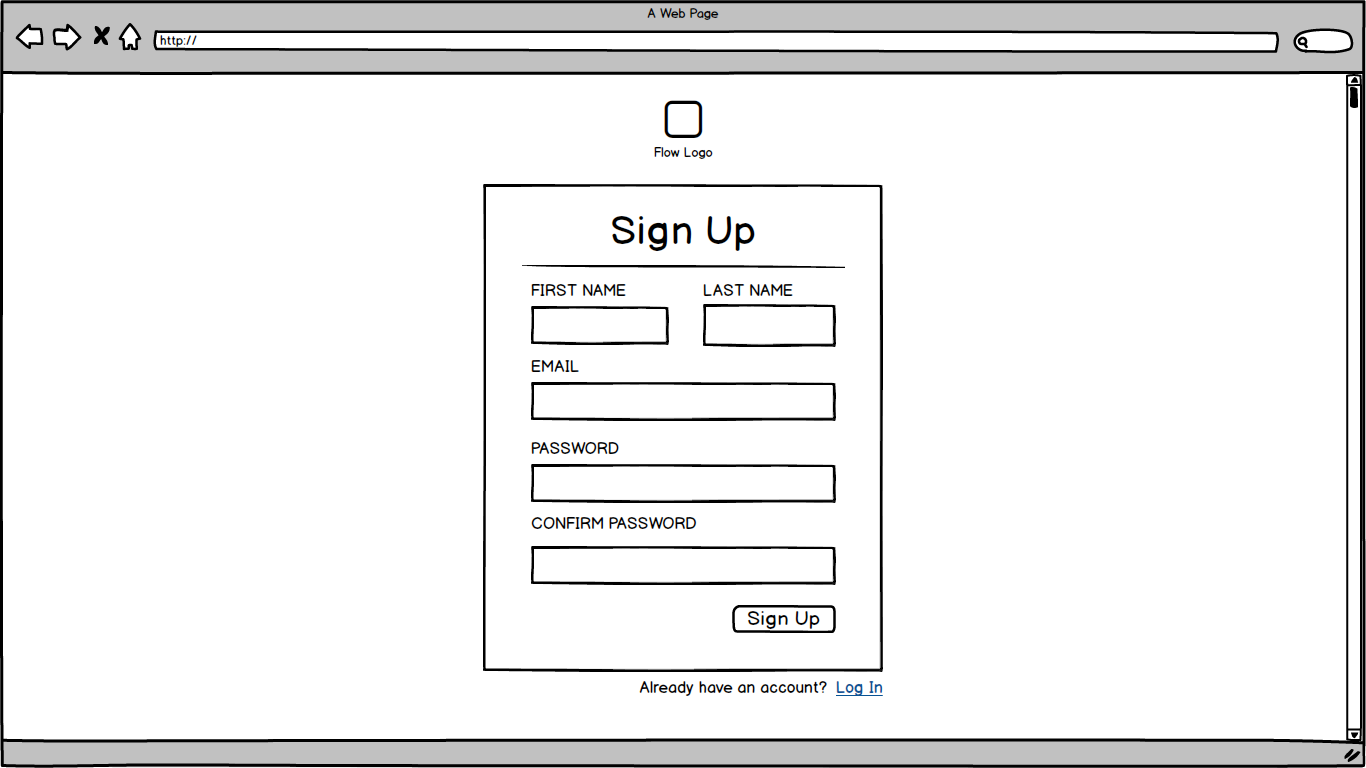 A Web Page
http://
Flow Logo
Sign Up
FIRST NAME LAST NAME
EMAIL
PASSWORD
CONFIRM PASSWORD
Sign Up
Already have an account? Log In